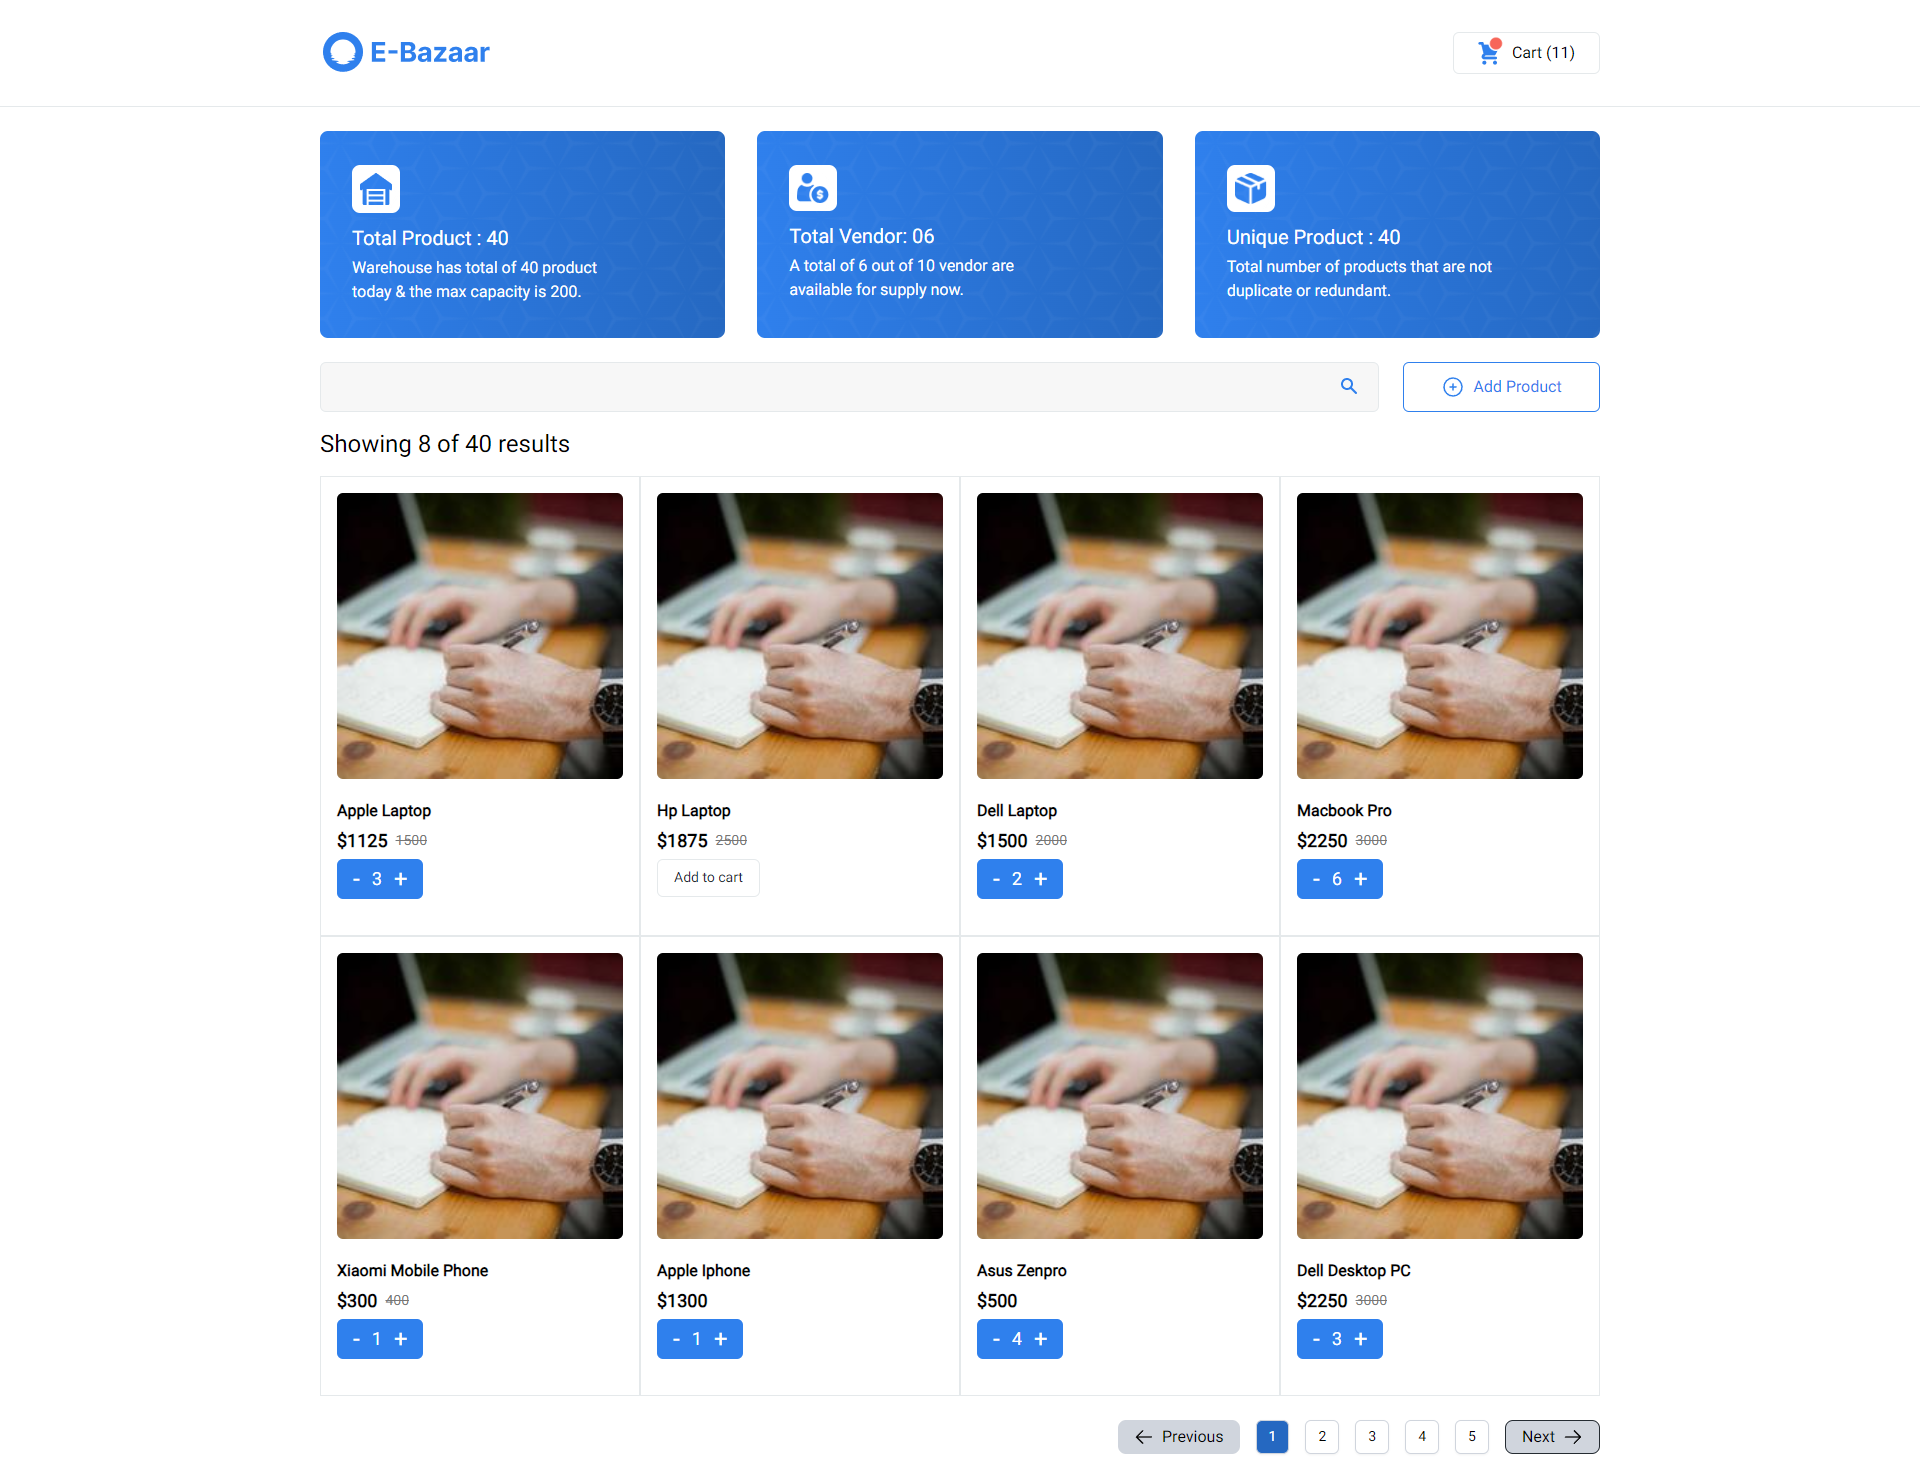 E-Bazaar
Cart (11)
Total Product : 40
Warehouse has total of 40 product
today & the max capacity is 200.
Total Vendor: 06
A total of 6 out of 10 vendor are
available for supply now.
Unique Product : 40
Total number of products that are not
duplicate or redundant.
Add Product
Showing 8 of 40 results
Apple Laptop
$1125 1500
- 3 +
Hp Laptop
$1875 2500
Add to cart
Dell Laptop
$1500 2000
- 2 +
Macbook Pro
$2250 3000
- 6 +
Xiaomi Mobile Phone
$300 400
- 1 +
Apple Iphone
$1300
- 1 +
Asus Zenpro
$500
- 4 +
Dell Desktop PC
$2250 3000
- 3 +
Previous 1 2 3 4 5 Next